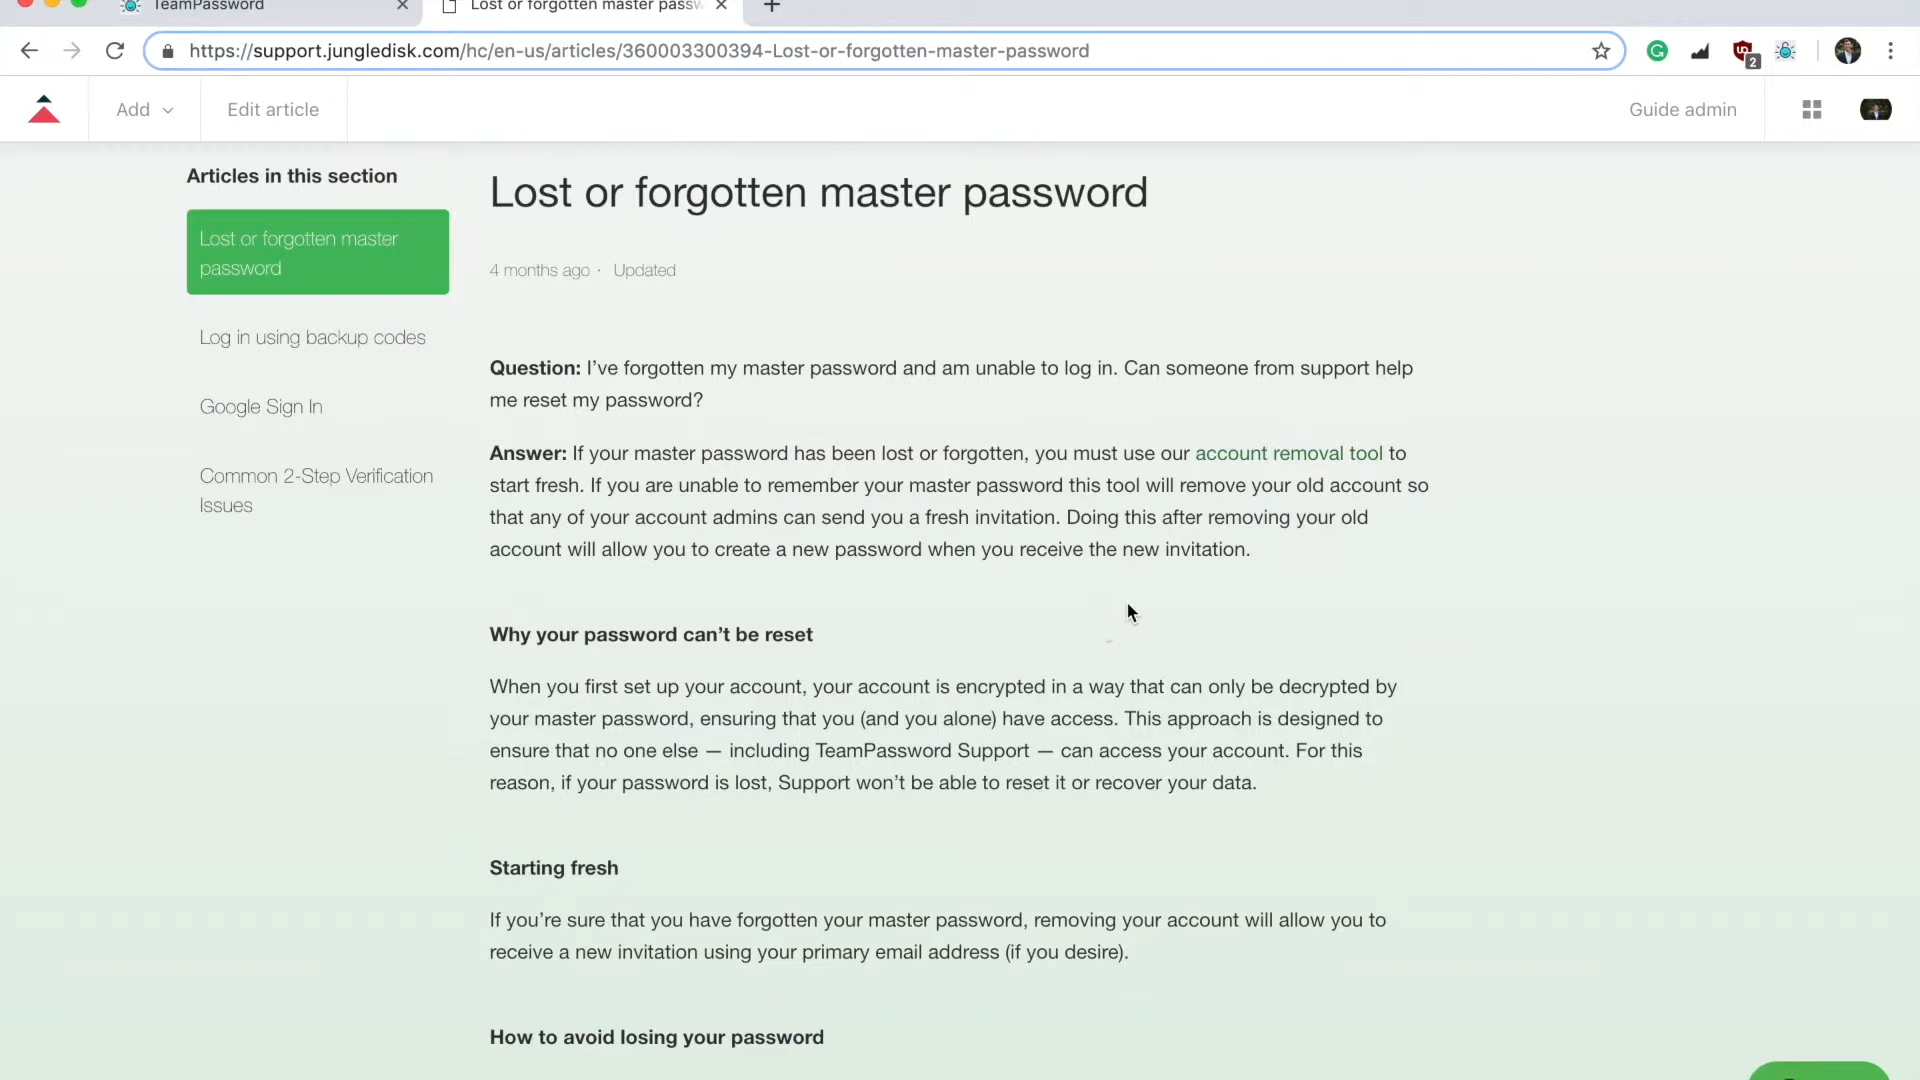 TeamPassword
Lost or forgotten master passw
https://support.jungledisk.com/hc/en-us/articles/360003300394-Lost-or-forgotten-master-password
2
Add
Edit article
Guide admin
Articles in this section
Lost or forgotten master
password
Log in using backup codes
Google Sign In
Common 2-Step Verification
Issues
Lost or forgotten master password
4 months ago · Updated
Question: I’ve forgotten my master password and am unable to log in. Can someone from support help
me reset my password?
Answer: If your master password has been lost or forgotten, you must use our account removal tool to
start fresh. If you are unable to remember your master password this tool will remove your old account so
that any of your account admins can send you a fresh invitation. Doing this after removing your old
account will allow you to create a new password when you receive the new invitation.
Why your password can’t be reset
When you first set up your account, your account is encrypted in a way that can only be decrypted by
your master password, ensuring that you (and you alone) have access. This approach is designed to
ensure that no one else — including TeamPassword Support — can access your account. For this
reason, if your password is lost, Support won’t be able to reset it or recover your data.
Starting fresh
If you’re sure that you have forgotten your master password, removing your account will allow you to
receive a new invitation using your primary email address (if you desire).
How to avoid losing your password